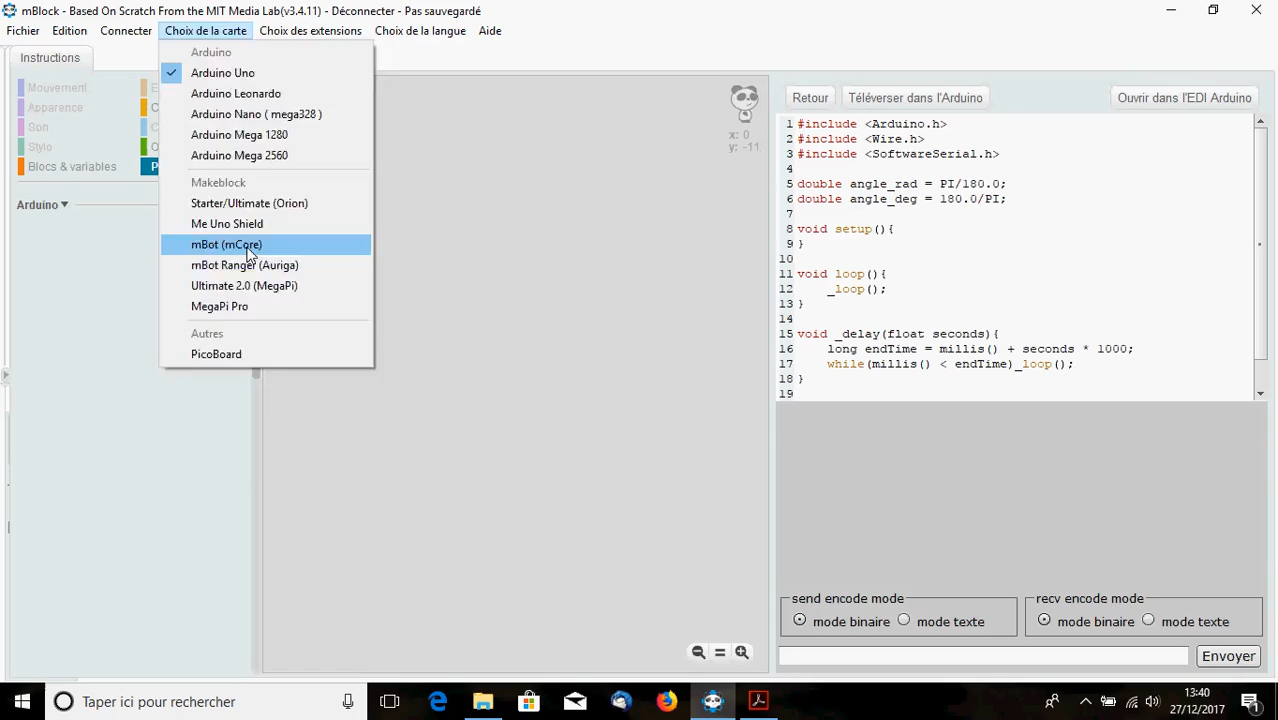 mBlock - Based On Scratch From the MIT Media Lab(v3.4.11) - Déconnecter - Pas sauvegardé
Fichier Edition Connecter Choix de la carte Choix des extensions Choix de la langue Aide
Instructions
Mouvement
Apparence
Son
Stylo
Blocs & variables
Arduino
Arduino
Arduino Uno
Arduino Leonardo
Arduino Nano ( mega328 )
Arduino Mega 1280
Arduino Mega 2560
Makeblock
Starter/Ultimate (Orion)
Me Uno Shield
mBot (mCore)
mBot Ranger (Auriga)
Ultimate 2.0 (MegaPi)
MegaPi Pro
Autres
PicoBoard
x: 0
y: -11
Retour Téléverser dans l'Arduino Ouvrir dans l'EDI Arduino
1 #include <Arduino.h>
2 #include <Wire.h>
3 #include <SoftwareSerial.h>
4
5 double angle_rad = PI/180.0;
6 double angle_deg = 180.0/PI;
7
8 void setup(){
9 }
10
11 void loop(){
12 _loop();
13 }
14
15 void _delay(float seconds){
16 long endTime = millis() + seconds * 1000;
17 while(millis() < endTime)_loop();
18 }
19
send encode mode
mode binaire mode texte
recv encode mode
mode binaire mode texte
Envoyer
Taper ici pour rechercher
13:40
27/12/2017